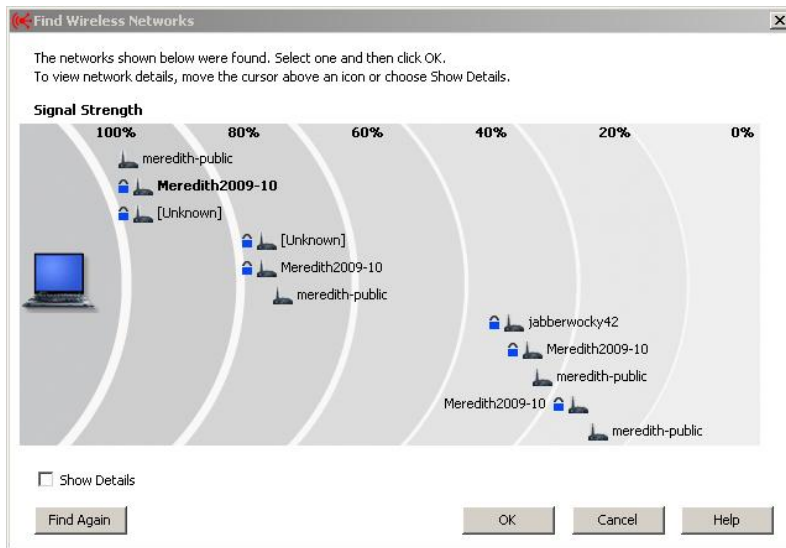 Find Wireless Networks
The networks shown below were found. Select one and then click OK.
To view network details, move the cursor above an icon or choose Show Details.
Signal Strength
100% 80% 60% 40% 20% 0%
meredith-public
Meredith2009-10
[Unknown]
[Unknown]
Meredith2009-10
meredith-public
jabberwocky42
Meredith2009-10
meredith-public
Meredith2009-10
meredith-public
Show Details
Find Again OK Cancel Help